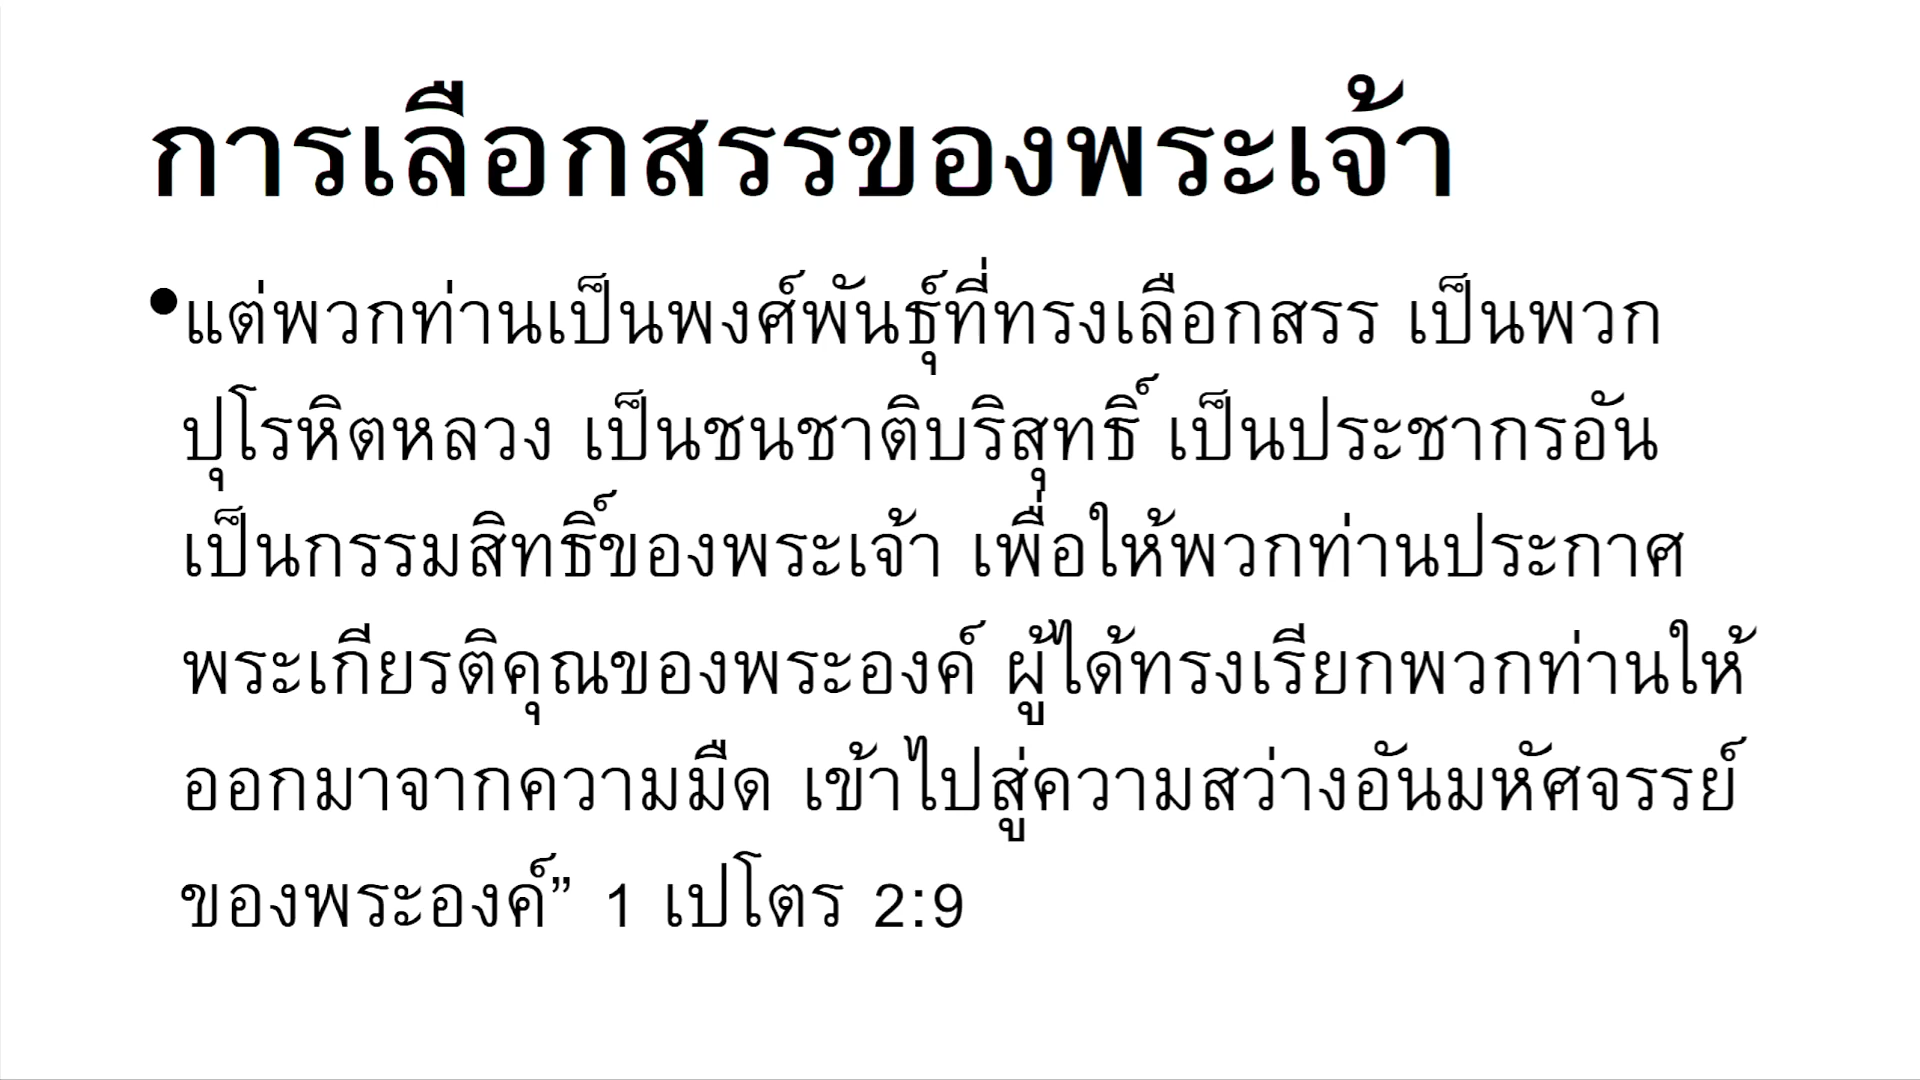 การเลือกสรรของพระเจ้า
•แต่พวกท่านเป็นพงศ์พันธุ์ที่ทรงเลือกสรร เป็นพวก
ปุโรหิตหลวง เป็นชนชาติบริสุทธิ์ เป็นประชากรอัน
เป็นกรรมสิทธิ์ของพระเจ้า เพื่อให้พวกท่านประกาศ
พระเกียรติคุณของพระองค์ ผู้ได้ทรงเรียกพวกท่านให้
ออกมาจากความมืด เข้าไปสู่ความสว่างอันมหัศจรรย์
ของพระองค์” 1 เปโตร 2:9